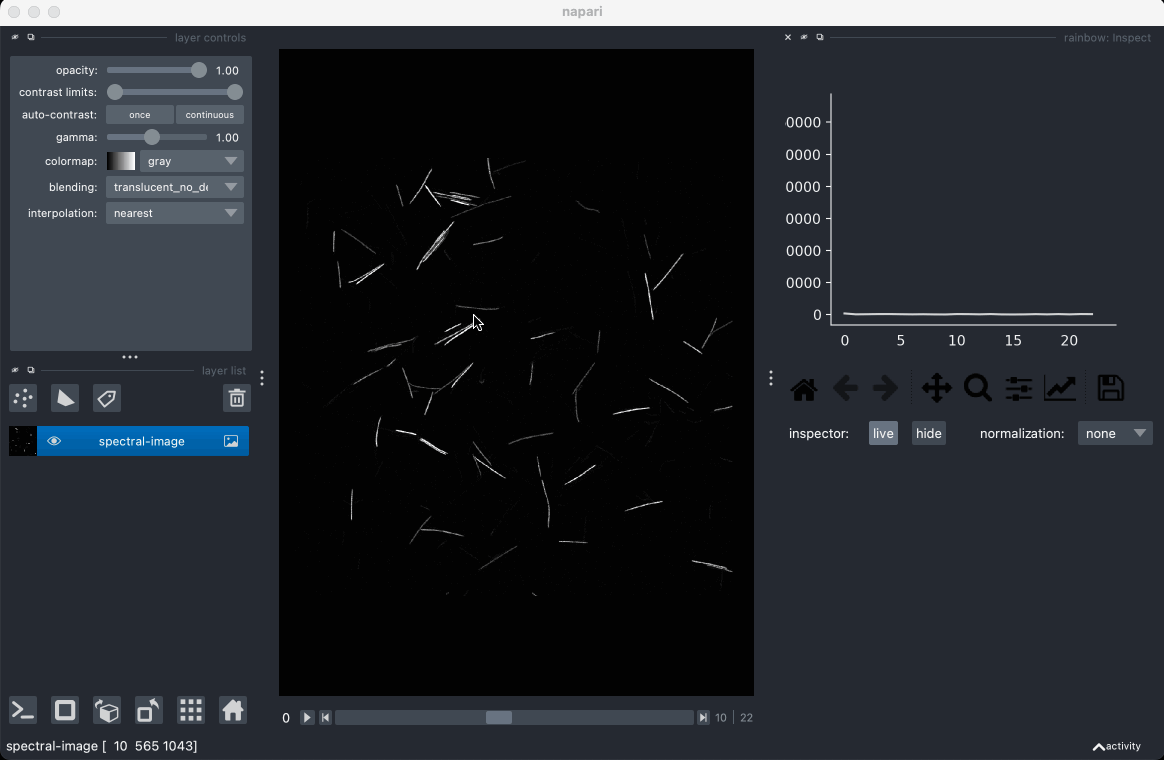 napari
layer controls
opacity: 1.00
contrast limits:
auto-contrast: once continuous
gamma: 1.00
colormap: gray
blending: translucent_no_de
interpolation: nearest
layer list
spectral-image
0 10 22
spectral-image [ 10 565 1043]
rainbow: Inspect
0000
0000
0000
0000
0000
0000
0
0 5 10 15 20
inspector: live hide normalization: none
activity